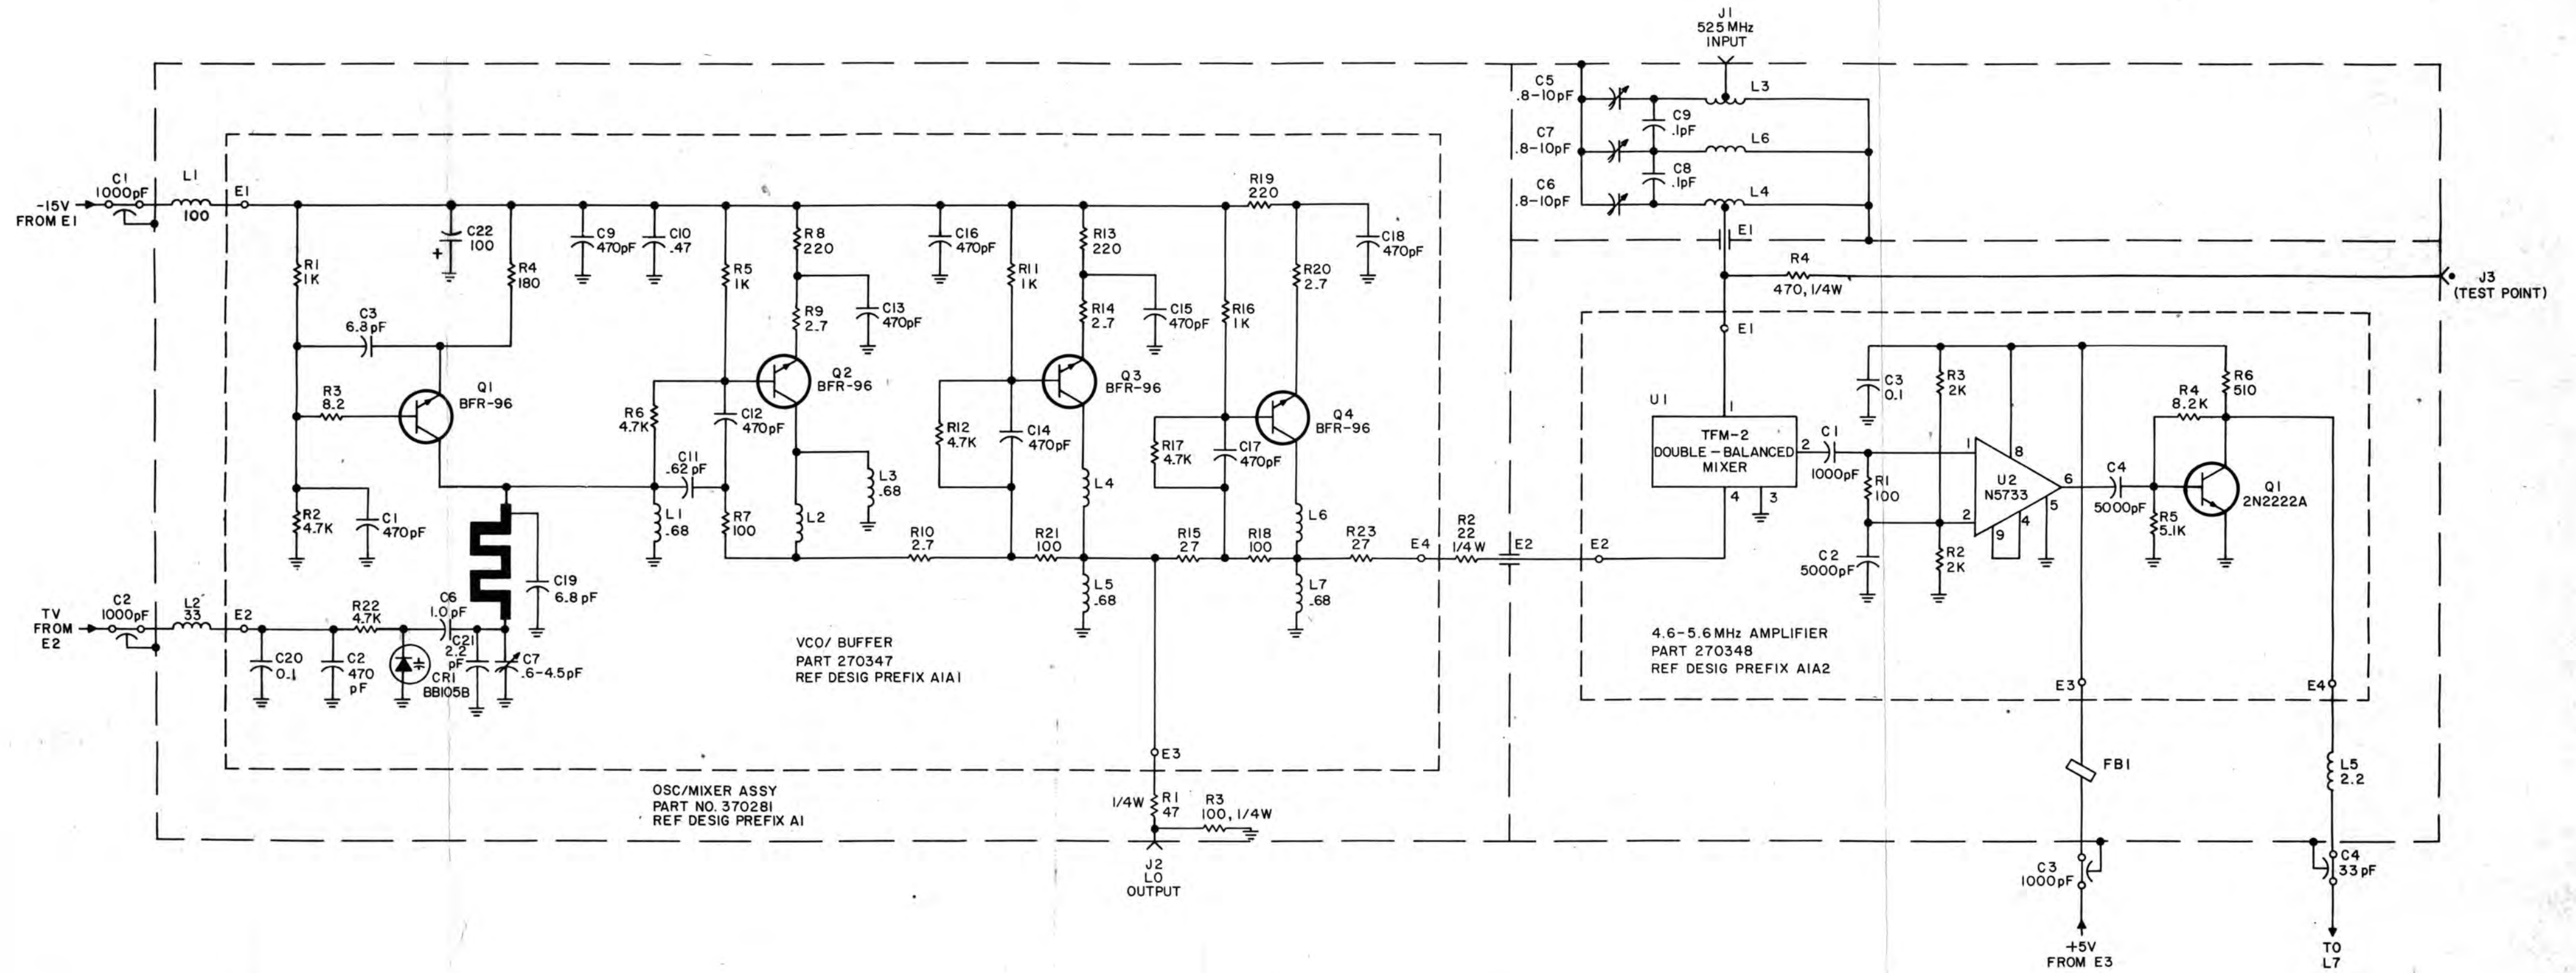 J1
525 MHz
INPUT
C5
.8-10pF
L3
C9
.1pF
C7
.8-10pF
L6
C8
.1pF
C6
.8-10pF
L4
E1
R4
470, 1/4W
J3
(TEST POINT)
-15V
FROM E1
C1
1000pF
L1
100
E1
R1
1K
C22
100
+
R4
180
C9
470pF
C10
.47
R5
1K
R8
220
C16
470pF
R11
1K
R13
220
R19
220
C18
470pF
R20
2.7
R16
1K
C3
6.8pF
R9
2.7
C13
470pF
R14
2.7
C15
470pF
R3
8.2
Q1
BFR-96
Q2
BFR-96
Q3
BFR-96
Q4
BFR-96
R6
4.7K
C12
470pF
R12
4.7K
C14
470pF
R17
4.7K
C17
470pF
C11
.62pF
L3
.68
L4
R2
4.7K
C1
470pF
L1
.68
R7
100
L2
R10
2.7
R21
100
R15
27
R18
100
L6
R23
27
E4
R2
22
1/4W
E2
E2
C19
6.8pF
L5
.68
L7
.68
TV
FROM
E2
C2
1000pF
L2
33
E2
R22
4.7K
C6
1.0pF
C21
2.2
pF
C20
0.1
C2
470
pF
CR1
BB105B
C7
.6-4.5pF
VCO/ BUFFER
PART 270347
REF DESIG PREFIX A1A1
E3
OSC/MIXER ASSY
PART NO. 370281
REF DESIG PREFIX A1
1/4W
R1
47
R3
100, 1/4W
J2
LO
OUTPUT
E1
U1
1
TFM-2
DOUBLE-BALANCED
MIXER
2
4
3
C1
1000pF
C3
0.1
R3
2K
R1
100
1
2
8
U2
N5733
6
9
4
5
C2
5000pF
R2
2K
C4
5000pF
R4
8.2K
R6
510
R5
5.1K
Q1
2N2222A
4.6-5.6MHz AMPLIFIER
PART 270348
REF DESIG PREFIX A1A2
E3
E4
FB1
L5
2.2
C3
1000pF
C4
33pF
+5V
FROM E3
TO
L7